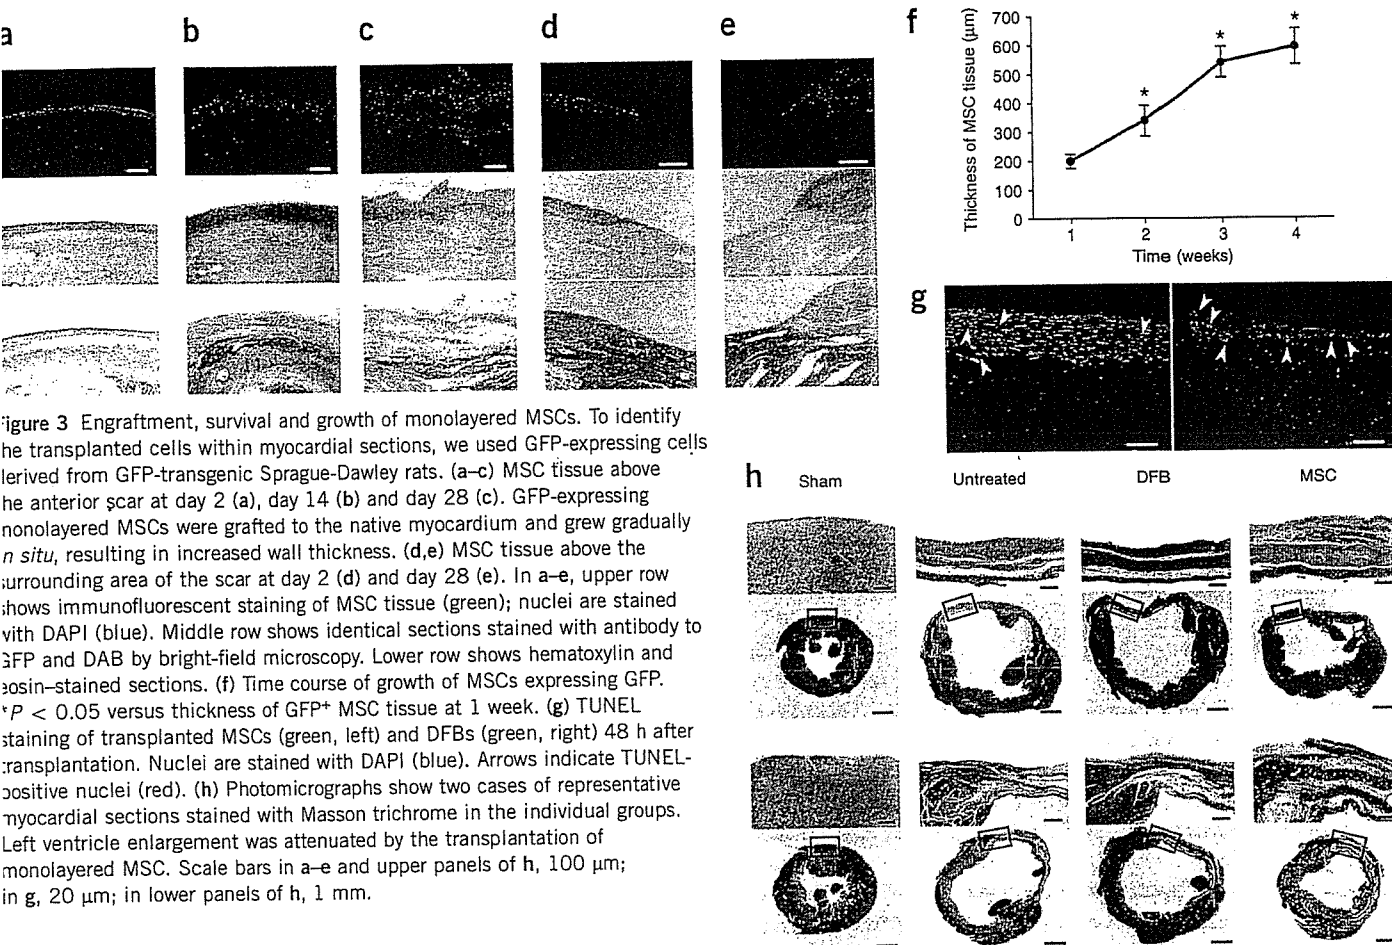 a
b
c
d
e
f
700
600
500
400
300
200
100
0
Thickness of MSC tissue (µm)
*
*
*
1
2
3
4
Time (weeks)
g
igure 3 Engraftment, survival and growth of monolayered MSCs. To identify
he transplanted cells within myocardial sections, we used GFP-expressing cells
lerived from GFP-transgenic Sprague-Dawley rats. (a–c) MSC tissue above
he anterior scar at day 2 (a), day 14 (b) and day 28 (c). GFP-expressing
nonolayered MSCs were grafted to the native myocardium and grew gradually
n situ, resulting in increased wall thickness. (d,e) MSC tissue above the
urrounding area of the scar at day 2 (d) and day 28 (e). In a–e, upper row
hows immunofluorescent staining of MSC tissue (green); nuclei are stained
vith DAPI (blue). Middle row shows identical sections stained with antibody to
GFP and DAB by bright-field microscopy. Lower row shows hematoxylin and
eosin–stained sections. (f) Time course of growth of MSCs expressing GFP.
*P < 0.05 versus thickness of GFP+ MSC tissue at 1 week. (g) TUNEL
staining of transplanted MSCs (green, left) and DFBs (green, right) 48 h after
transplantation. Nuclei are stained with DAPI (blue). Arrows indicate TUNEL-
positive nuclei (red). (h) Photomicrographs show two cases of representative
myocardial sections stained with Masson trichrome in the individual groups.
Left ventricle enlargement was attenuated by the transplantation of
monolayered MSC. Scale bars in a–e and upper panels of h, 100 µm;
in g, 20 µm; in lower panels of h, 1 mm.
h
Sham
Untreated
DFB
MSC